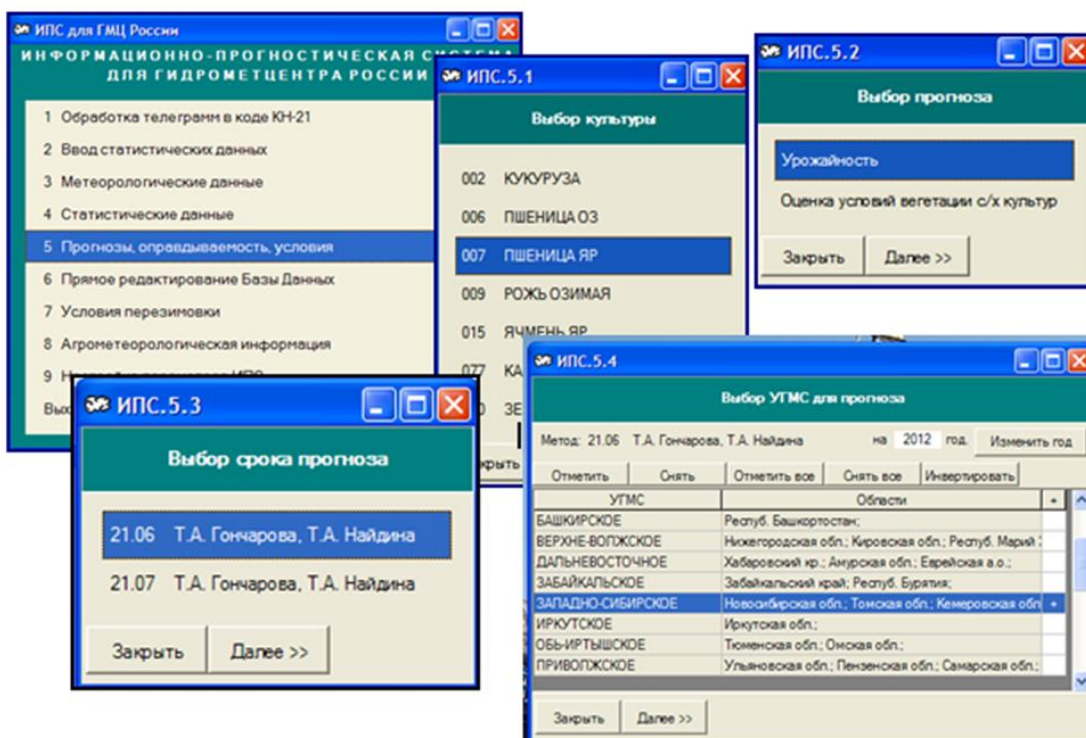 ИПС для ГМЦ России
ИНФОРМАЦИОННО-ПРОГНОСТИЧЕСКАЯ
ДЛЯ ГИДРОМЕТЦЕНТРА РОССИИ
1 Обработка телеграмм в коде КН-21
2 Ввод статистических данных
3 Метеорологические данные
4 Статистические данные
5 Прогнозы, оправдываемость, условия
6 Прямое редактирование Базы Данных
7 Условия перезимовки
8 Агрометеорологическая информация
9
ИПС.5.1
Выбор культуры
002 КУКУРУЗА
006 ПШЕНИЦА ОЗ
007 ПШЕНИЦА ЯР
009 РОЖЬ ОЗИМАЯ
015 ЯЧМЕНЬ ЯР
077 КА
ЗЕ
ИПС.5.2
Выбор прогноза
Урожайность
Оценка условий вегетации с/х культур
Закрыть Далее >>
ИПС.5.3
Выбор срока прогноза
21.06 Т.А. Гончарова, Т.А. Найдина
21.07 Т.А. Гончарова, Т.А. Найдина
Закрыть Далее >>
ИПС.5.4
Выбор УГМС для прогноза
Метод: 21.06 Т.А. Гончарова, Т.А. Найдина на 2012 год. Изменить год
Отметить Снять Отметить все Снять все Инвертировать
УГМС Области +
БАШКИРСКОЕ Респуб. Башкортостан;
ВЕРХНЕ-ВОЛЖСКОЕ Нижегородская обл.; Кировская обл.; Респуб. Марий
ДАЛЬНЕВОСТОЧНОЕ Хабаровский кр.; Амурская обл.; Еврейская а.о.;
ЗАБАЙКАЛЬСКОЕ Забайкальский край; Респуб. Бурятия;
ЗАПАДНО-СИБИРСКОЕ Новосибирская обл.; Томская обл.; Кемеровская обл +
ИРКУТСКОЕ Иркутская обл.;
ОБЬ-ИРТЫШСКОЕ Тюменская обл.; Омская обл.;
ПРИВОЛЖСКОЕ Ульяновская обл.; Пензенская обл.; Самарская обл.;
Закрыть Далее >>